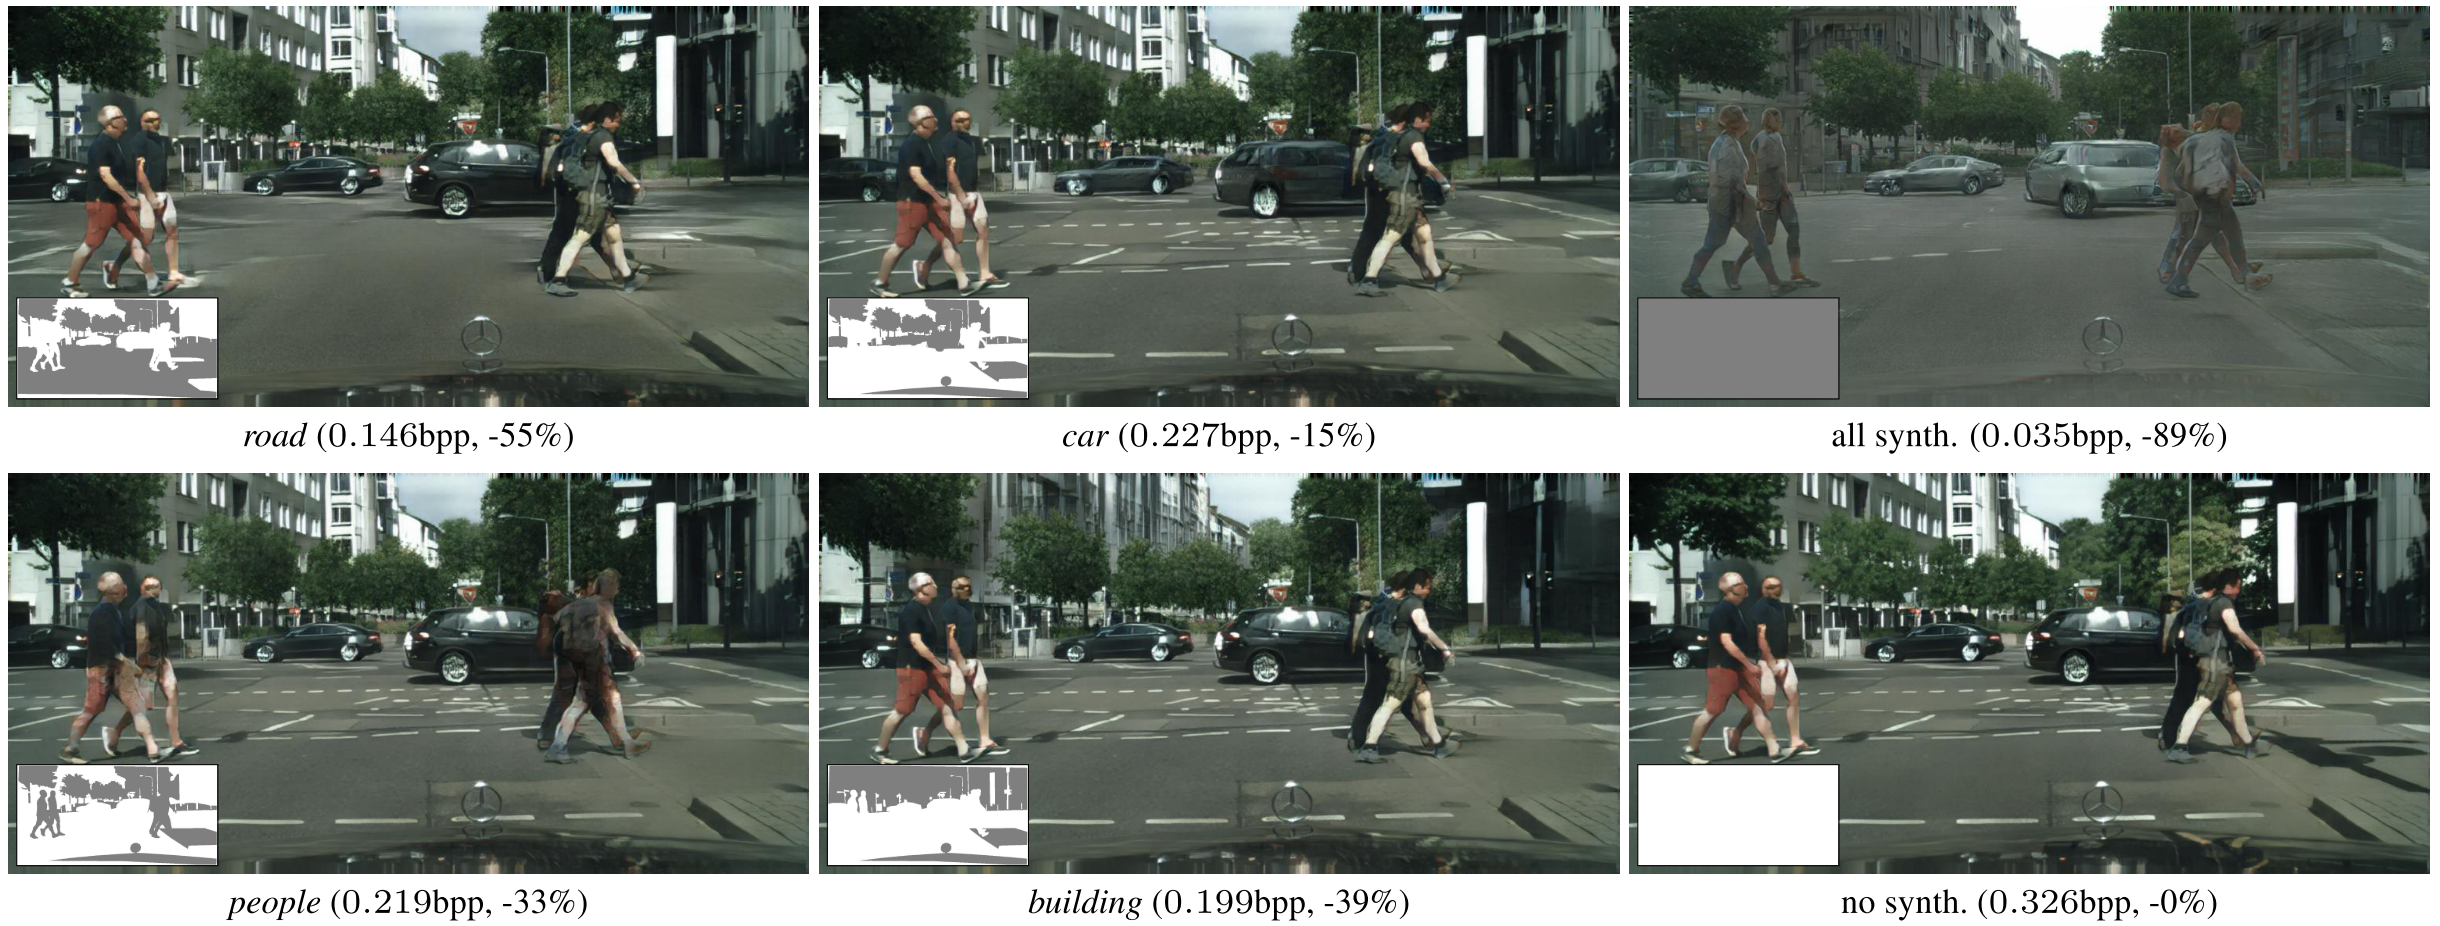 road (0.146bpp, -55%)
car (0.227bpp, -15%)
all synth. (0.035bpp, -89%)
people (0.219bpp, -33%)
building (0.199bpp, -39%)
no synth. (0.326bpp, -0%)